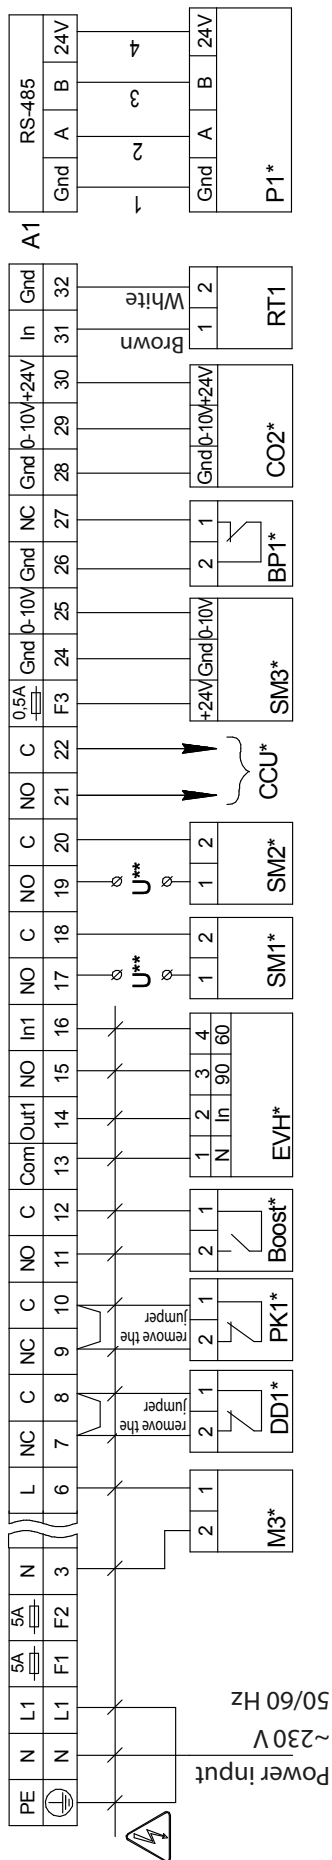 PE N L1 5A 5A N L NC C NC C NO C Com Out1 NO In1 NO C NO C NO C 0,5A Gnd 0-10V Gnd NC Gnd 0-10V +24V In Gnd
N L1 F1 F2 3 6 7 8 9 10 11 12 13 14 15 16 17 18 19 20 21 22 F3 24 25 26 27 28 29 30 31 32
A1
RS-485
Gnd A B 24V
1 2 3 4
Gnd A B 24V
P1*
Power input
~230 V
50/60 Hz
2 1
M3*
remove the
jumper
2 1
DD1*
remove the
jumper
2 1
PK1*
2 1
Boost*
1 2 3 4
N In 90 60
EVH*
U**
1 2
SM1*
U**
1 2
SM2*
CCU*
+24V Gnd 0-10V
SM3*
2 1
BP1*
Gnd 0-10V +24V
CO2*
Brown
White
1 2
RT1